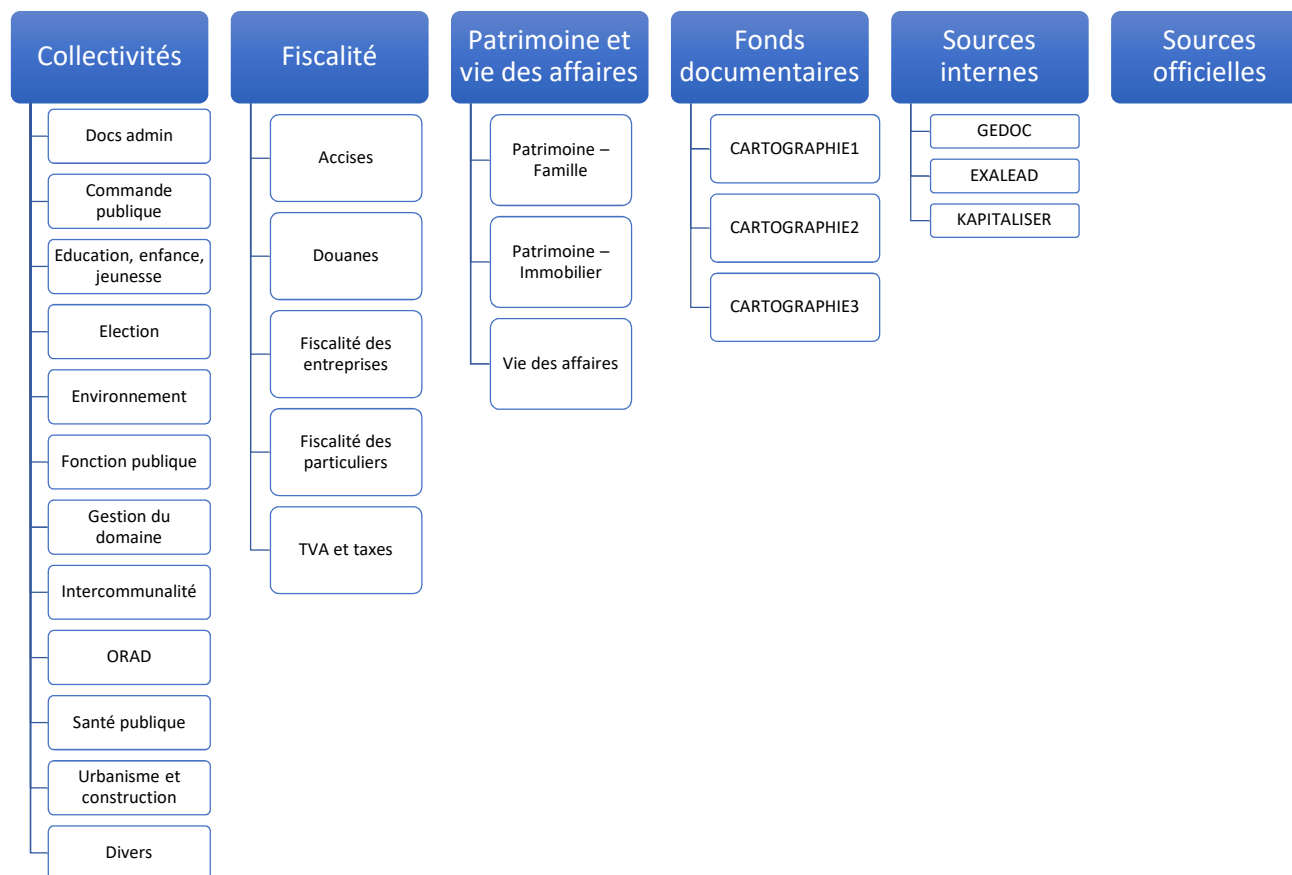 Collectivités
Docs admin
Commande
publique
Education, enfance,
jeunesse
Election
Environnement
Fonction publique
Gestion du
domaine
Intercommunalité
ORAD
Santé publique
Urbanisme et
construction
Divers
Fiscalité
Accises
Douanes
Fiscalité des
entreprises
Fiscalité des
particuliers
TVA et taxes
Patrimoine et
vie des affaires
Patrimoine –
Famille
Patrimoine –
Immobilier
Vie des affaires
Fonds
documentaires
CARTOGRAPHIE1
CARTOGRAPHIE2
CARTOGRAPHIE3
Sources
internes
GEDOC
EXALEAD
KAPITALISER
Sources
officielles